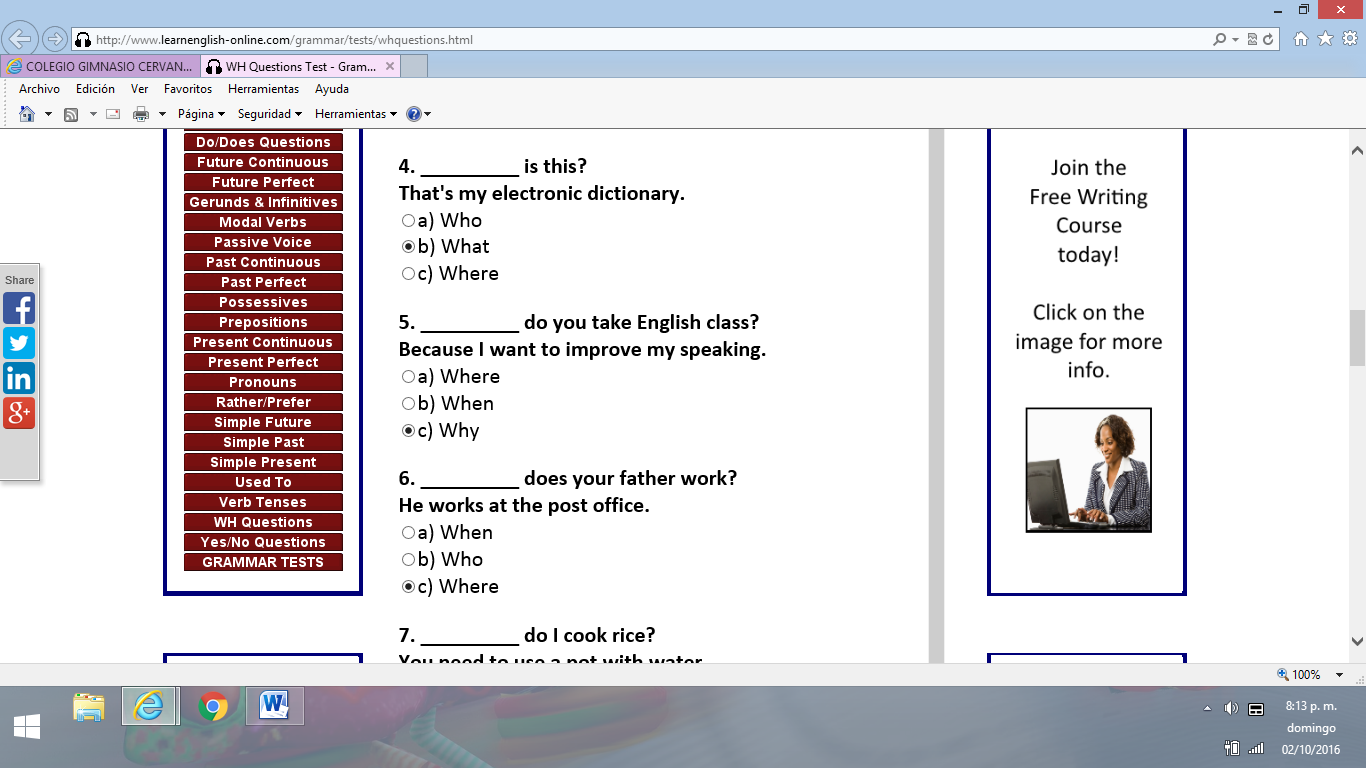 http://www.learnenglish-online.com/grammar/tests/whquestions.html
COLEGIO GIMNASIO CERVAN...
WH Questions Test - Gram...
Archivo Edición Ver Favoritos Herramientas Ayuda
Página Seguridad Herramientas
Share
Do/Does Questions
Future Continuous
Future Perfect
Gerunds & Infinitives
Modal Verbs
Passive Voice
Past Continuous
Past Perfect
Possessives
Prepositions
Present Continuous
Present Perfect
Pronouns
Rather/Prefer
Simple Future
Simple Past
Simple Present
Used To
Verb Tenses
WH Questions
Yes/No Questions
GRAMMAR TESTS
4. _________ is this?
That's my electronic dictionary.
a) Who
b) What
c) Where
5. _________ do you take English class?
Because I want to improve my speaking.
a) Where
b) When
c) Why
6. _________ does your father work?
He works at the post office.
a) When
b) Who
c) Where
7. _________ do I cook rice?
You need to use a pot with water
Join the
Free Writing
Course
today!
Click on the
image for more
info.
100%
8:13 p. m.
domingo
02/10/2016